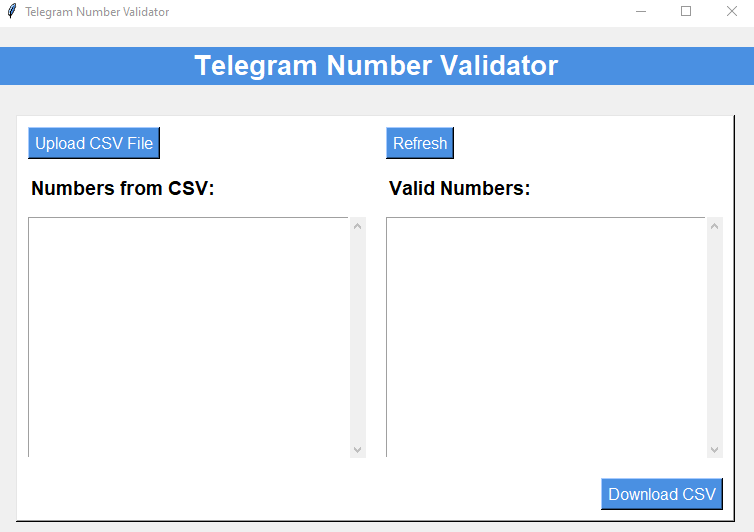 Telegram Number Validator
Telegram Number Validator
Upload CSV File
Refresh
Numbers from CSV:
Valid Numbers:
Download CSV